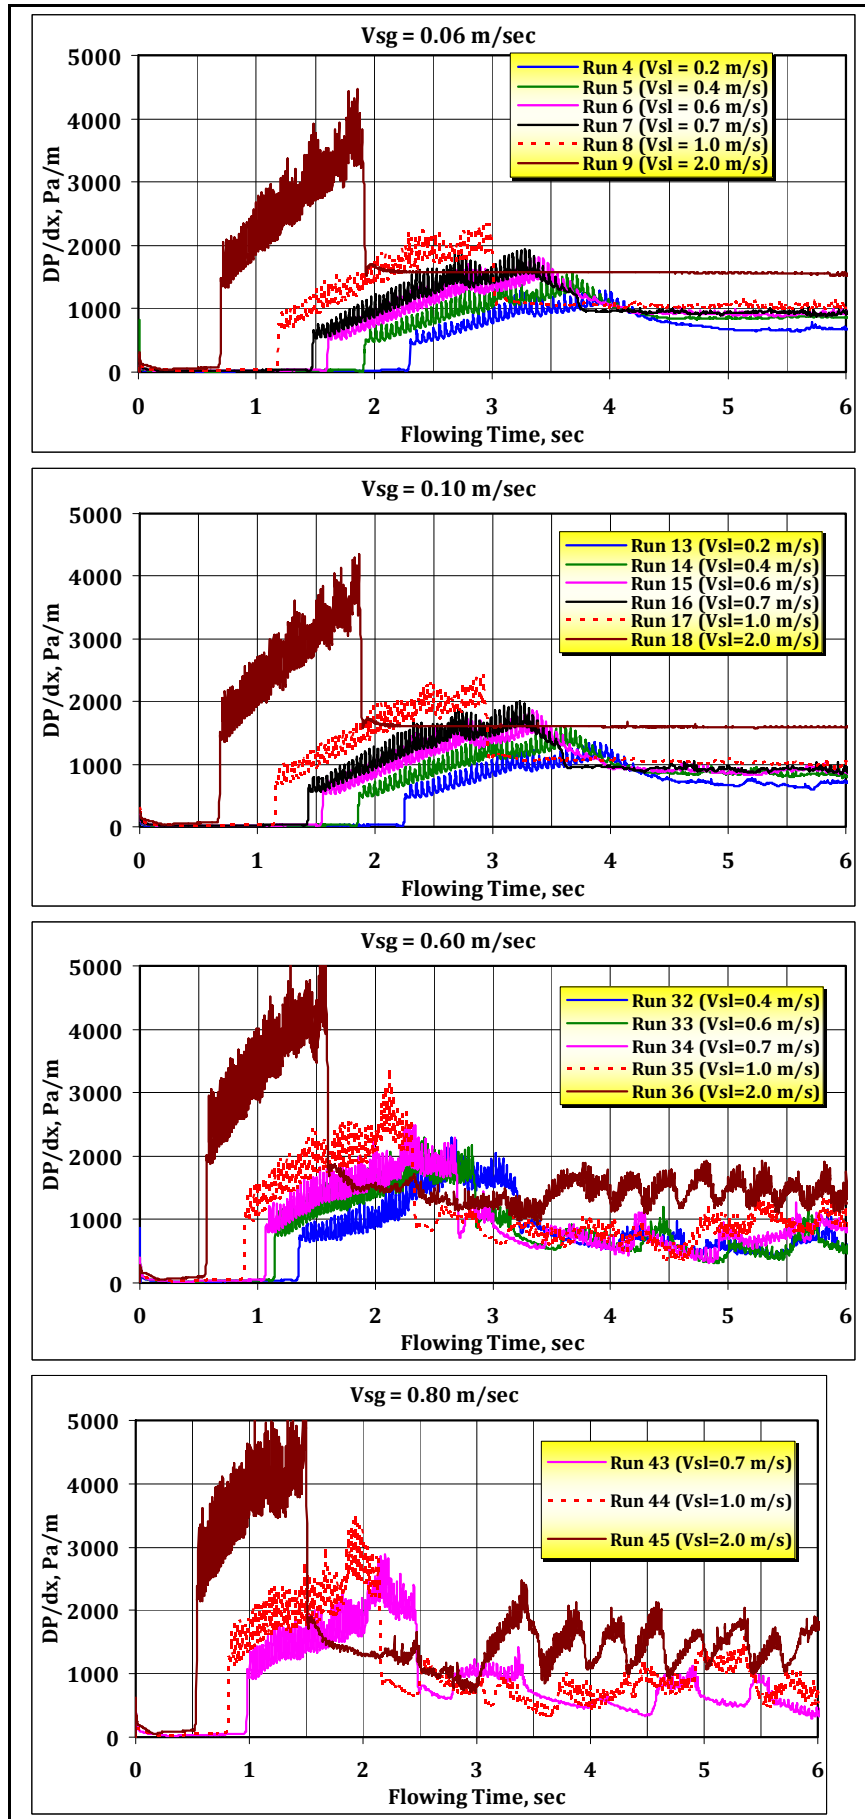 Vsg = 0.06 m/sec
Run 4 (Vsl = 0.2 m/s)
Run 5 (Vsl = 0.4 m/s)
Run 6 (Vsl = 0.6 m/s)
Run 7 (Vsl = 0.7 m/s)
Run 8 (Vsl = 1.0 m/s)
Run 9 (Vsl = 2.0 m/s)
DP/dx, Pa/m
5000
4000
3000
2000
1000
0
0 1 2 3 4 5 6
Flowing Time, sec
Vsg = 0.10 m/sec
Run 13 (Vsl=0.2 m/s)
Run 14 (Vsl=0.4 m/s)
Run 15 (Vsl=0.6 m/s)
Run 16 (Vsl=0.7 m/s)
Run 17 (Vsl=1.0 m/s)
Run 18 (Vsl=2.0 m/s)
DP/dx, Pa/m
5000
4000
3000
2000
1000
0
0 1 2 3 4 5 6
Flowing Time, sec
Vsg = 0.60 m/sec
Run 32 (Vsl=0.4 m/s)
Run 33 (Vsl=0.6 m/s)
Run 34 (Vsl=0.7 m/s)
Run 35 (Vsl=1.0 m/s)
Run 36 (Vsl=2.0 m/s)
DP/dx, Pa/m
5000
4000
3000
2000
1000
0
0 1 2 3 4 5 6
Flowing Time, sec
Vsg = 0.80 m/sec
Run 43 (Vsl=0.7 m/s)
Run 44 (Vsl=1.0 m/s)
Run 45 (Vsl=2.0 m/s)
DP/dx, Pa/m
5000
4000
3000
2000
1000
0
0 1 2 3 4 5 6
Flowing Time, sec